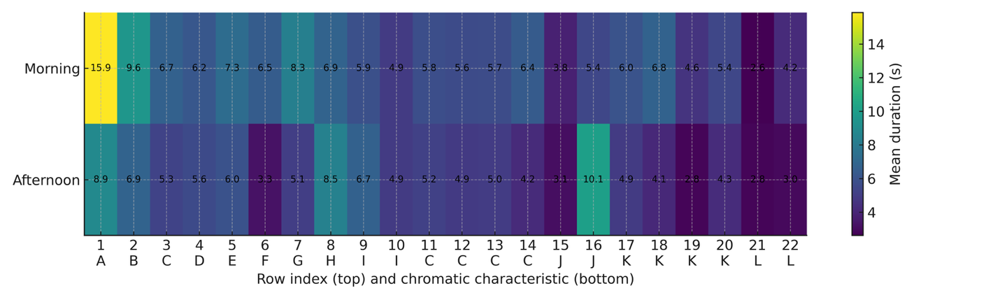 Morning 15.9 9.6 6.7 6.2 7.3 6.5 8.3 6.9 5.9 4.9 5.8 5.6 5.7 6.4 3.8 5.4 6.0 6.8 4.6 5.4 2.6 4.2
Afternoon 8.9 6.9 5.3 5.6 6.0 3.3 5.1 8.5 6.7 4.9 5.2 4.9 5.0 4.2 3.1 10.1 4.9 4.1 2.8 4.3 2.8 3.0
1 2 3 4 5 6 7 8 9 10 11 12 13 14 15 16 17 18 19 20 21 22
A B C D E F G H I I C C C C J J K K K K L L
Row index (top) and chromatic characteristic (bottom)
14
12
10
8
6
4
Mean duration (s)